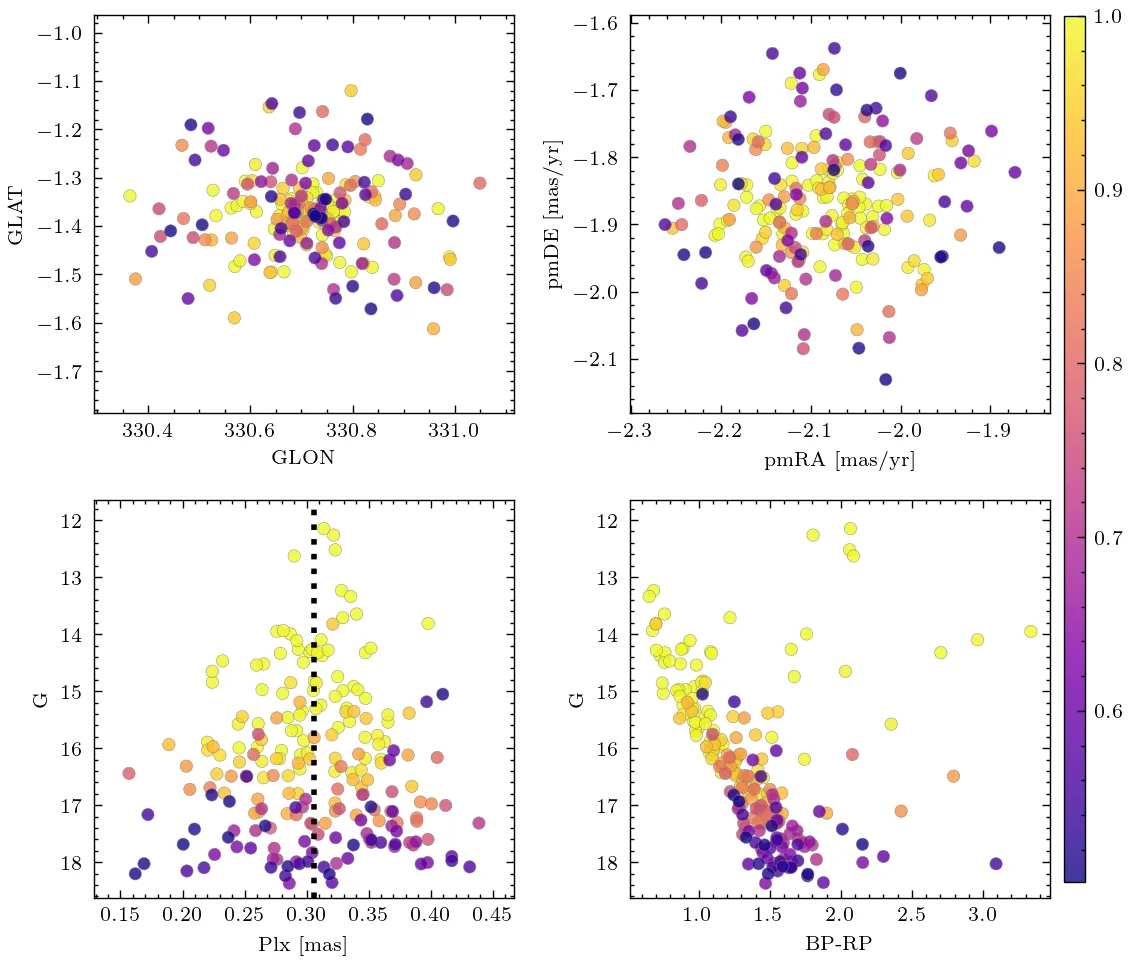 −1.0
−1.1
−1.2
−1.3
−1.4
−1.5
−1.6
−1.7
GLAT
330.4 330.6 330.8 331.0
GLON
−1.6
−1.7
−1.8
−1.9
−2.0
−2.1
pmDE [mas/yr]
−2.3 −2.2 −2.1 −2.0 −1.9
pmRA [mas/yr]
12
13
14
15
16
17
18
G
0.15 0.20 0.25 0.30 0.35 0.40 0.45
Plx [mas]
12
13
14
15
16
17
18
G
1.0 1.5 2.0 2.5 3.0
BP-RP
1.0
0.9
0.8
0.7
0.6